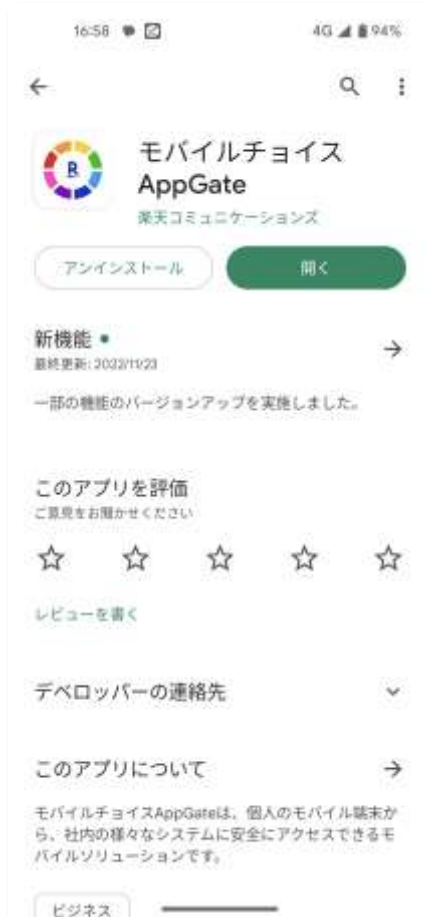 16:58 4G 94%
モバイルチョイス
AppGate
楽天コミュニケーションズ
アンインストール 開く
新機能
最終更新: 2022/11/23
一部の機能のバージョンアップを実施しました。
このアプリを評価
ご意見をお聞かせください
レビューを書く
デベロッパーの連絡先
このアプリについて
モバイルチョイスAppGateは、個人のモバイル端末か
ら、社内の様々なシステムに安全にアクセスできるモ
バイルソリューションです。
ビジネス